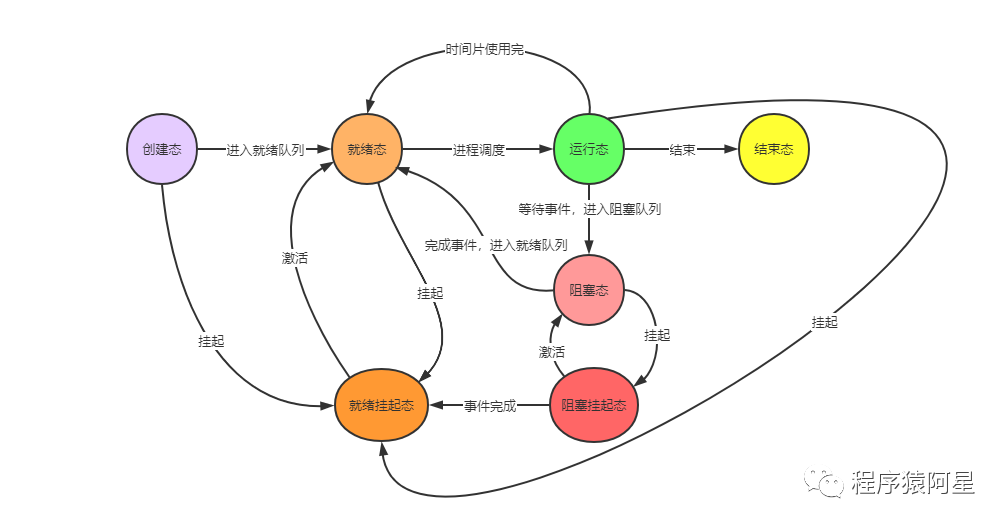 时间片使用完
创建态
进入就绪队列
就绪态
进程调度
运行态
结束
结束态
等待事件，进入阻塞队列
完成事件，进入就绪队列
激活
挂起
阻塞态
挂起
挂起
挂起
激活
就绪挂起态
事件完成
阻塞挂起态
程序猿阿星